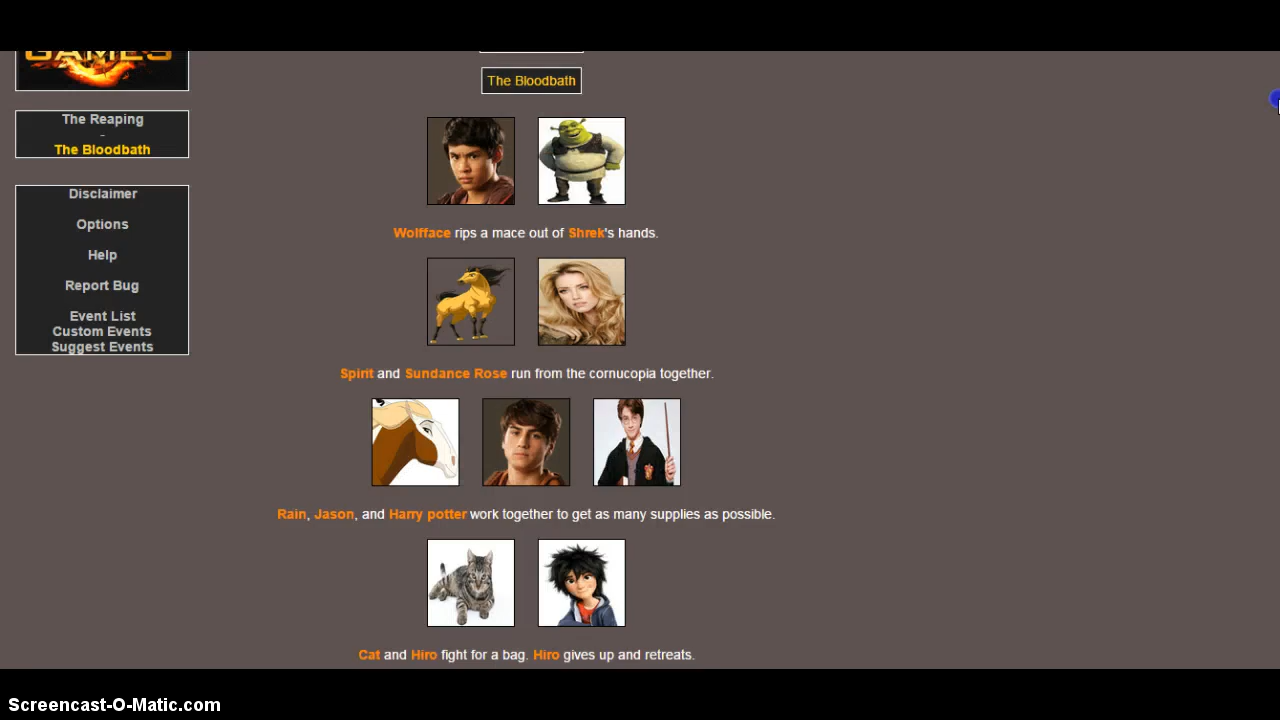 GAMES
The Bloodbath
The Reaping
-
The Bloodbath
Disclaimer
Options
Help
Report Bug
Event List
Custom Events
Suggest Events
Wolfface rips a mace out of Shrek's hands.
Spirit and Sundance Rose run from the cornucopia together.
Rain, Jason, and Harry potter work together to get as many supplies as possible.
Cat and Hiro fight for a bag. Hiro gives up and retreats.
Screencast-O-Matic.com